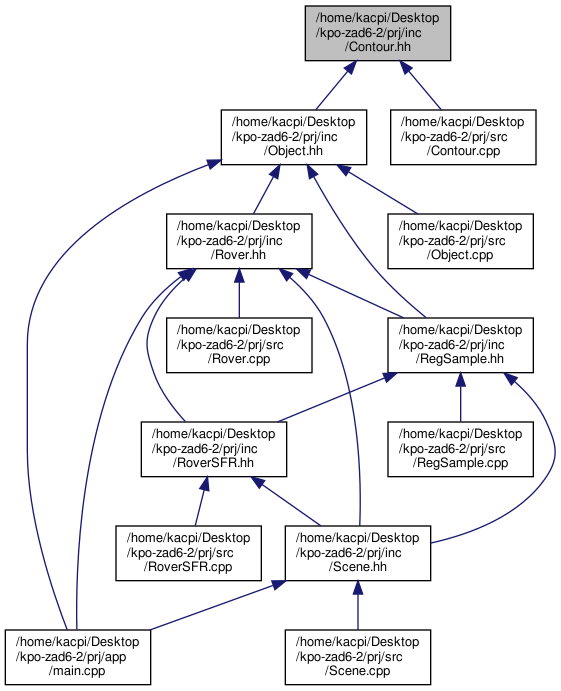 /home/kacpi/Desktop
/kpo-zad6-2/prj/inc
/Contour.hh
/home/kacpi/Desktop
/kpo-zad6-2/prj/inc
/Object.hh
/home/kacpi/Desktop
/kpo-zad6-2/prj/src
/Contour.cpp
/home/kacpi/Desktop
/kpo-zad6-2/prj/inc
/Rover.hh
/home/kacpi/Desktop
/kpo-zad6-2/prj/src
/Object.cpp
/home/kacpi/Desktop
/kpo-zad6-2/prj/src
/Rover.cpp
/home/kacpi/Desktop
/kpo-zad6-2/prj/inc
/RegSample.hh
/home/kacpi/Desktop
/kpo-zad6-2/prj/inc
/RoverSFR.hh
/home/kacpi/Desktop
/kpo-zad6-2/prj/src
/RegSample.cpp
/home/kacpi/Desktop
/kpo-zad6-2/prj/src
/RoverSFR.cpp
/home/kacpi/Desktop
/kpo-zad6-2/prj/inc
/Scene.hh
/home/kacpi/Desktop
/kpo-zad6-2/prj/app
/main.cpp
/home/kacpi/Desktop
/kpo-zad6-2/prj/src
/Scene.cpp